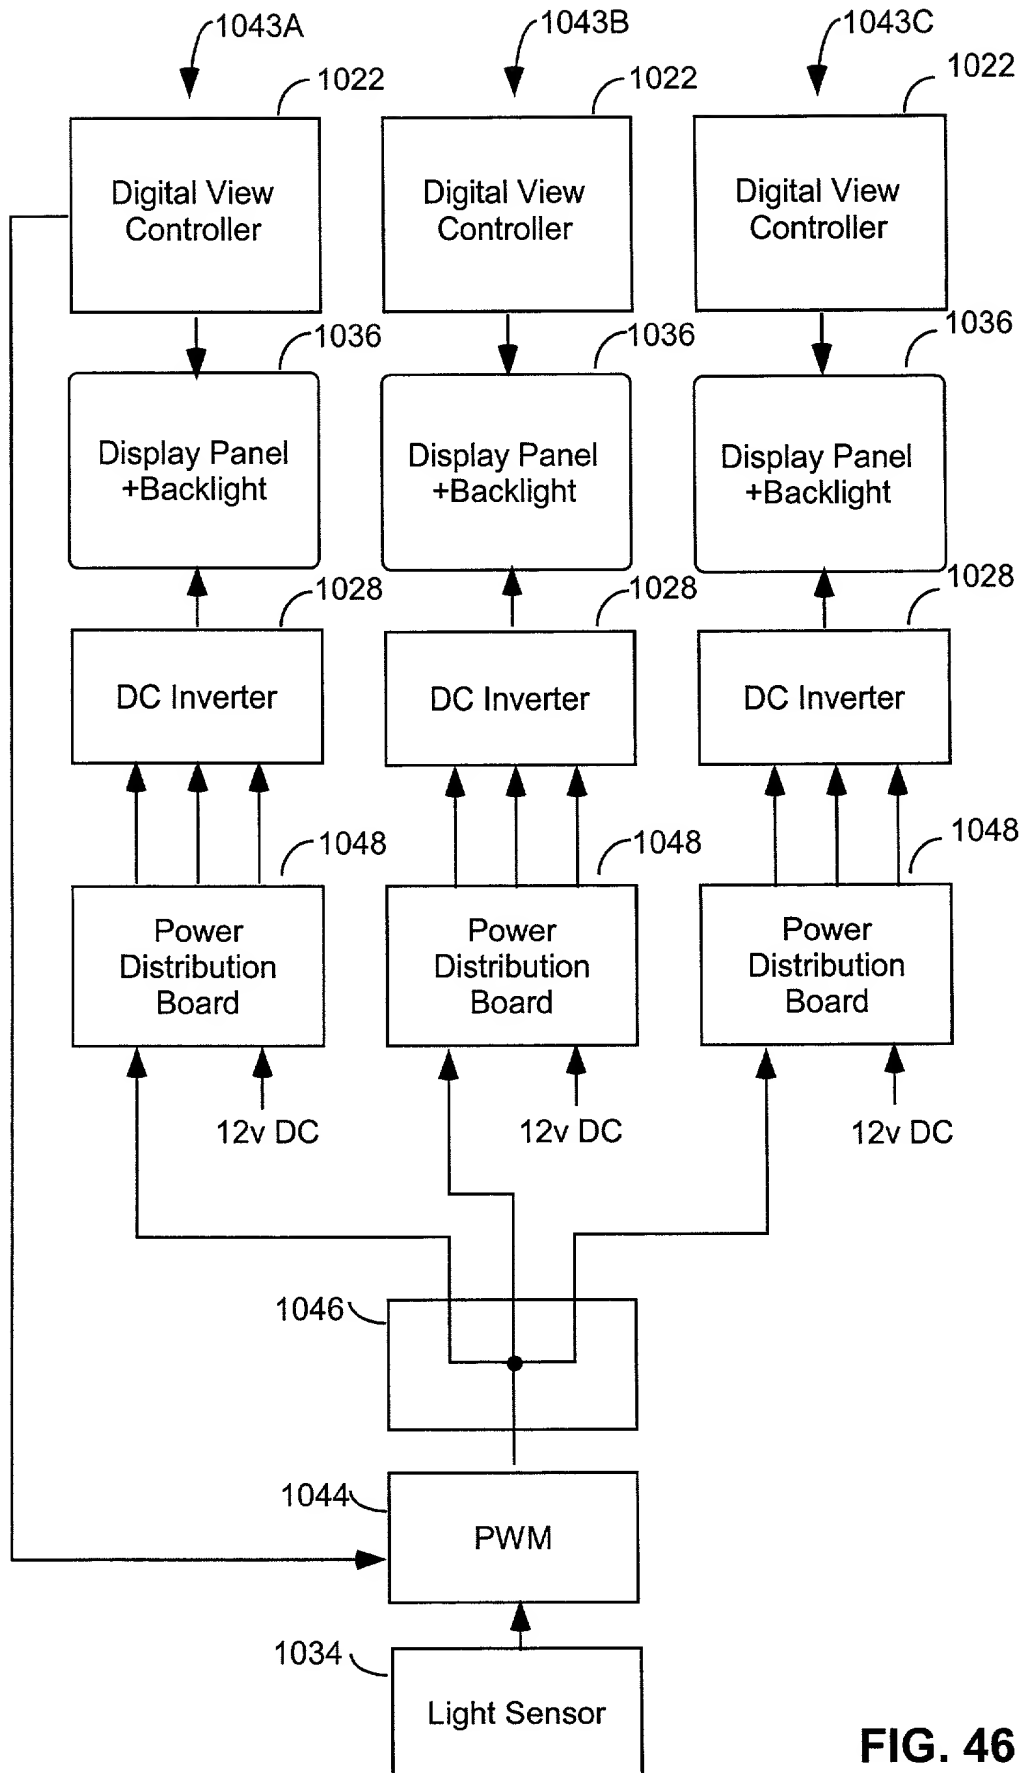 1043A
1043B
1043C
1022
1022
1022
Digital View
Controller
Digital View
Controller
Digital View
Controller
1036
1036
1036
Display Panel
+Backlight
Display Panel
+Backlight
Display Panel
+Backlight
1028
1028
1028
DC Inverter
DC Inverter
DC Inverter
1048
1048
1048
Power
Distribution
Board
Power
Distribution
Board
Power
Distribution
Board
12v DC
12v DC
12v DC
1046
1044
PWM
1034
Light Sensor
FIG. 46